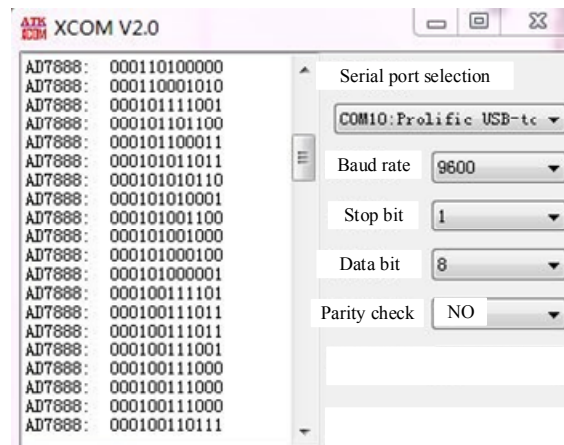 ATK XCOM XCOM V2.0
AD7888: 000110100000
AD7888: 000110001010
AD7888: 000101111001
AD7888: 000101101100
AD7888: 000101100011
AD7888: 000101011011
AD7888: 000101010110
AD7888: 000101010001
AD7888: 000101001100
AD7888: 000101001000
AD7888: 000101000100
AD7888: 000101000001
AD7888: 000100111101
AD7888: 000100111011
AD7888: 000100111011
AD7888: 000100111001
AD7888: 000100111000
AD7888: 000100111000
AD7888: 000100111000
AD7888: 000100110111
Serial port selection
COM10:Prolific USB-tc
Baud rate 9600
Stop bit 1
Data bit 8
Parity check NO